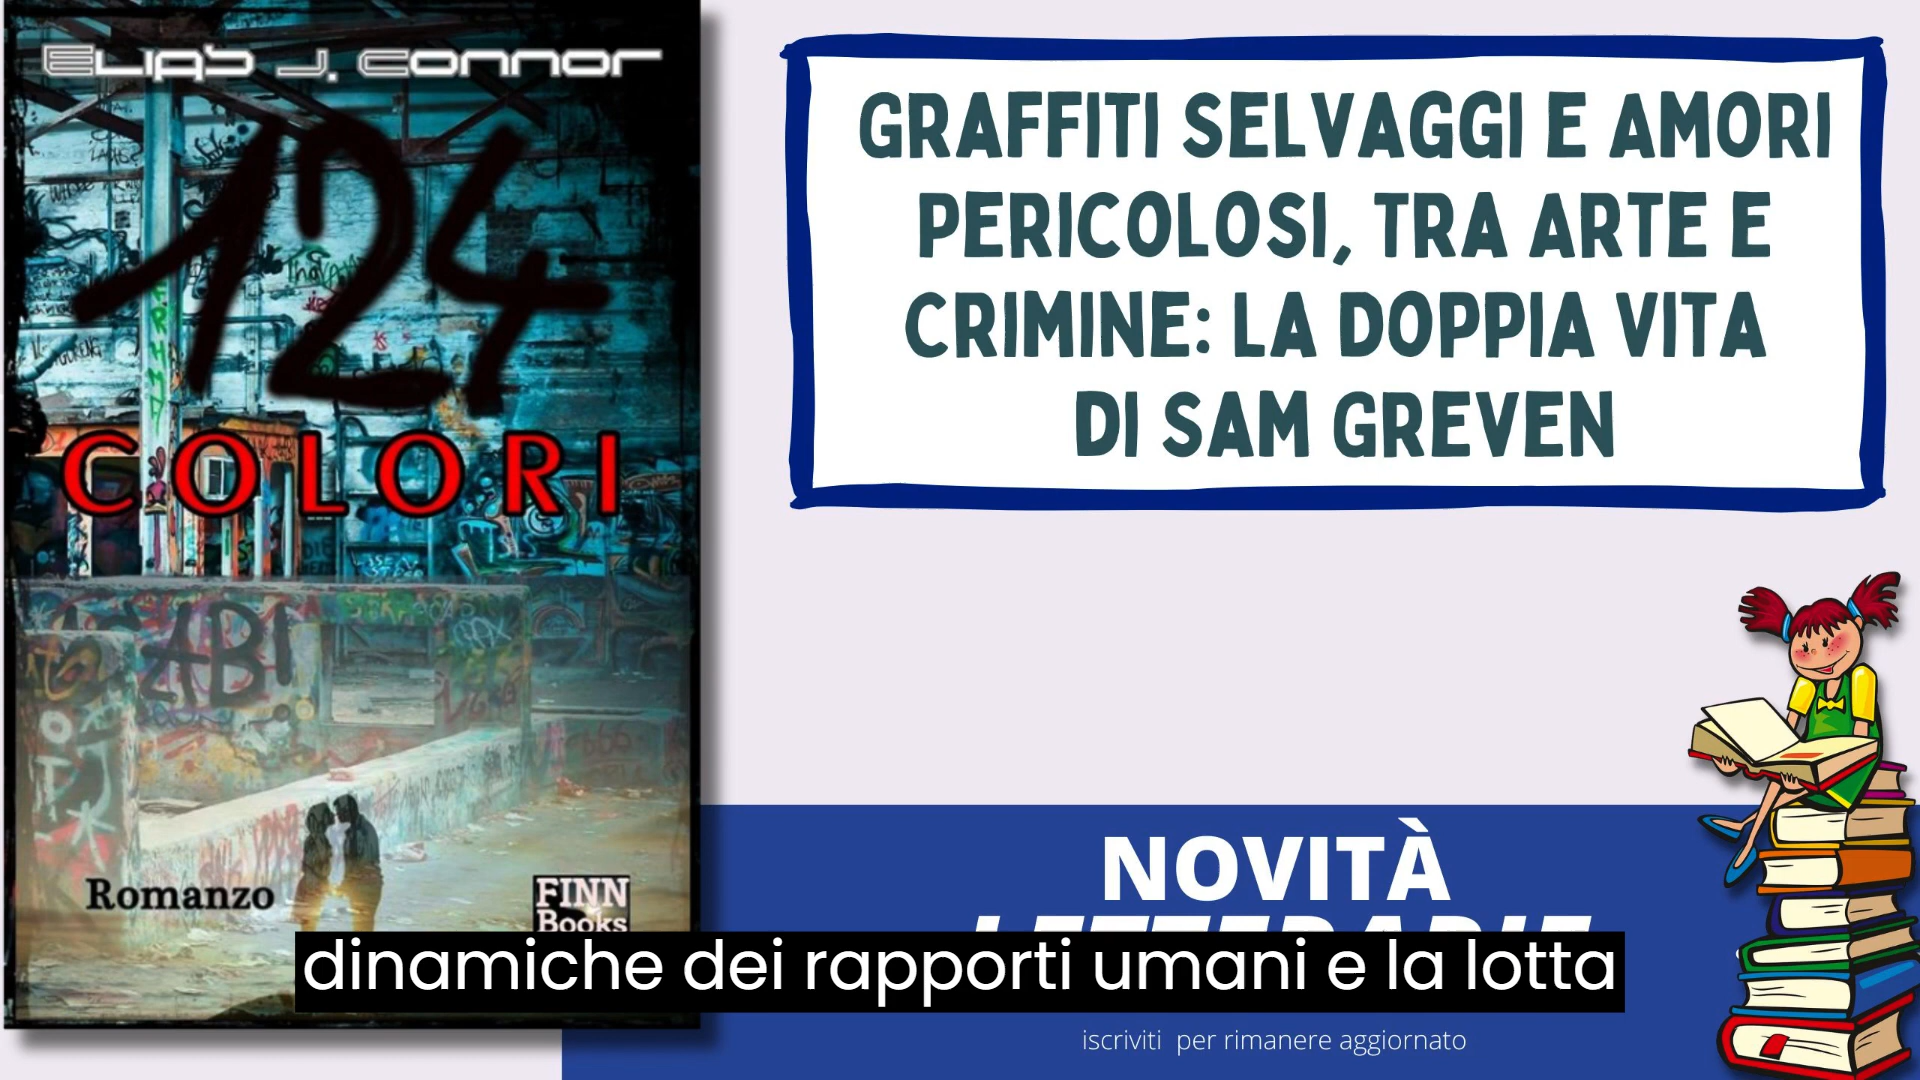 Elias J. Connor
124
COLORI
ABI
Romanzo
FINN
Books
GRAFFITI SELVAGGI E AMORI
PERICOLOSI, TRA ARTE E
CRIMINE: LA DOPPIA VITA
DI SAM GREVEN
NOVITÀ
dinamiche dei rapporti umani e la lotta
iscriviti per rimanere aggiornato